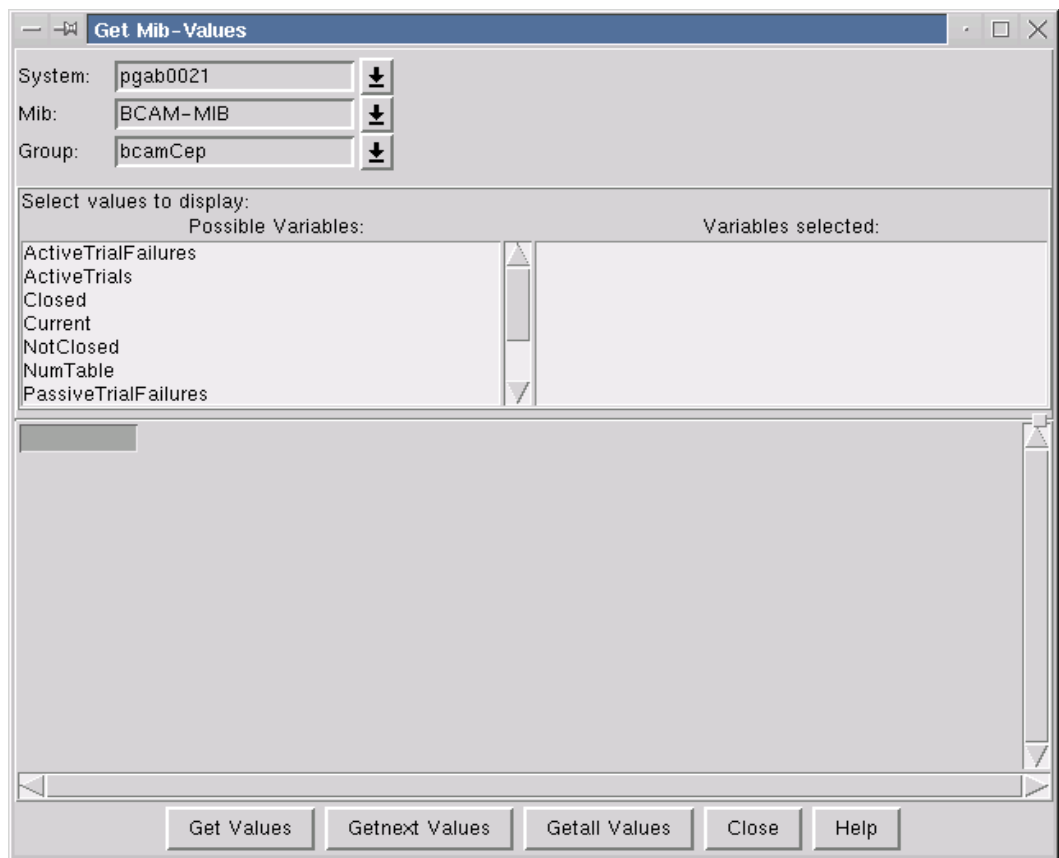 Get Mib-Values
System: pgab0021
Mib: BCAM-MIB
Group: bcamCep
Select values to display:
Possible Variables: Variables selected:
ActiveTrialFailures
ActiveTrials
Closed
Current
NotClosed
NumTable
PassiveTrialFailures
Get Values Getnext Values Getall Values Close Help